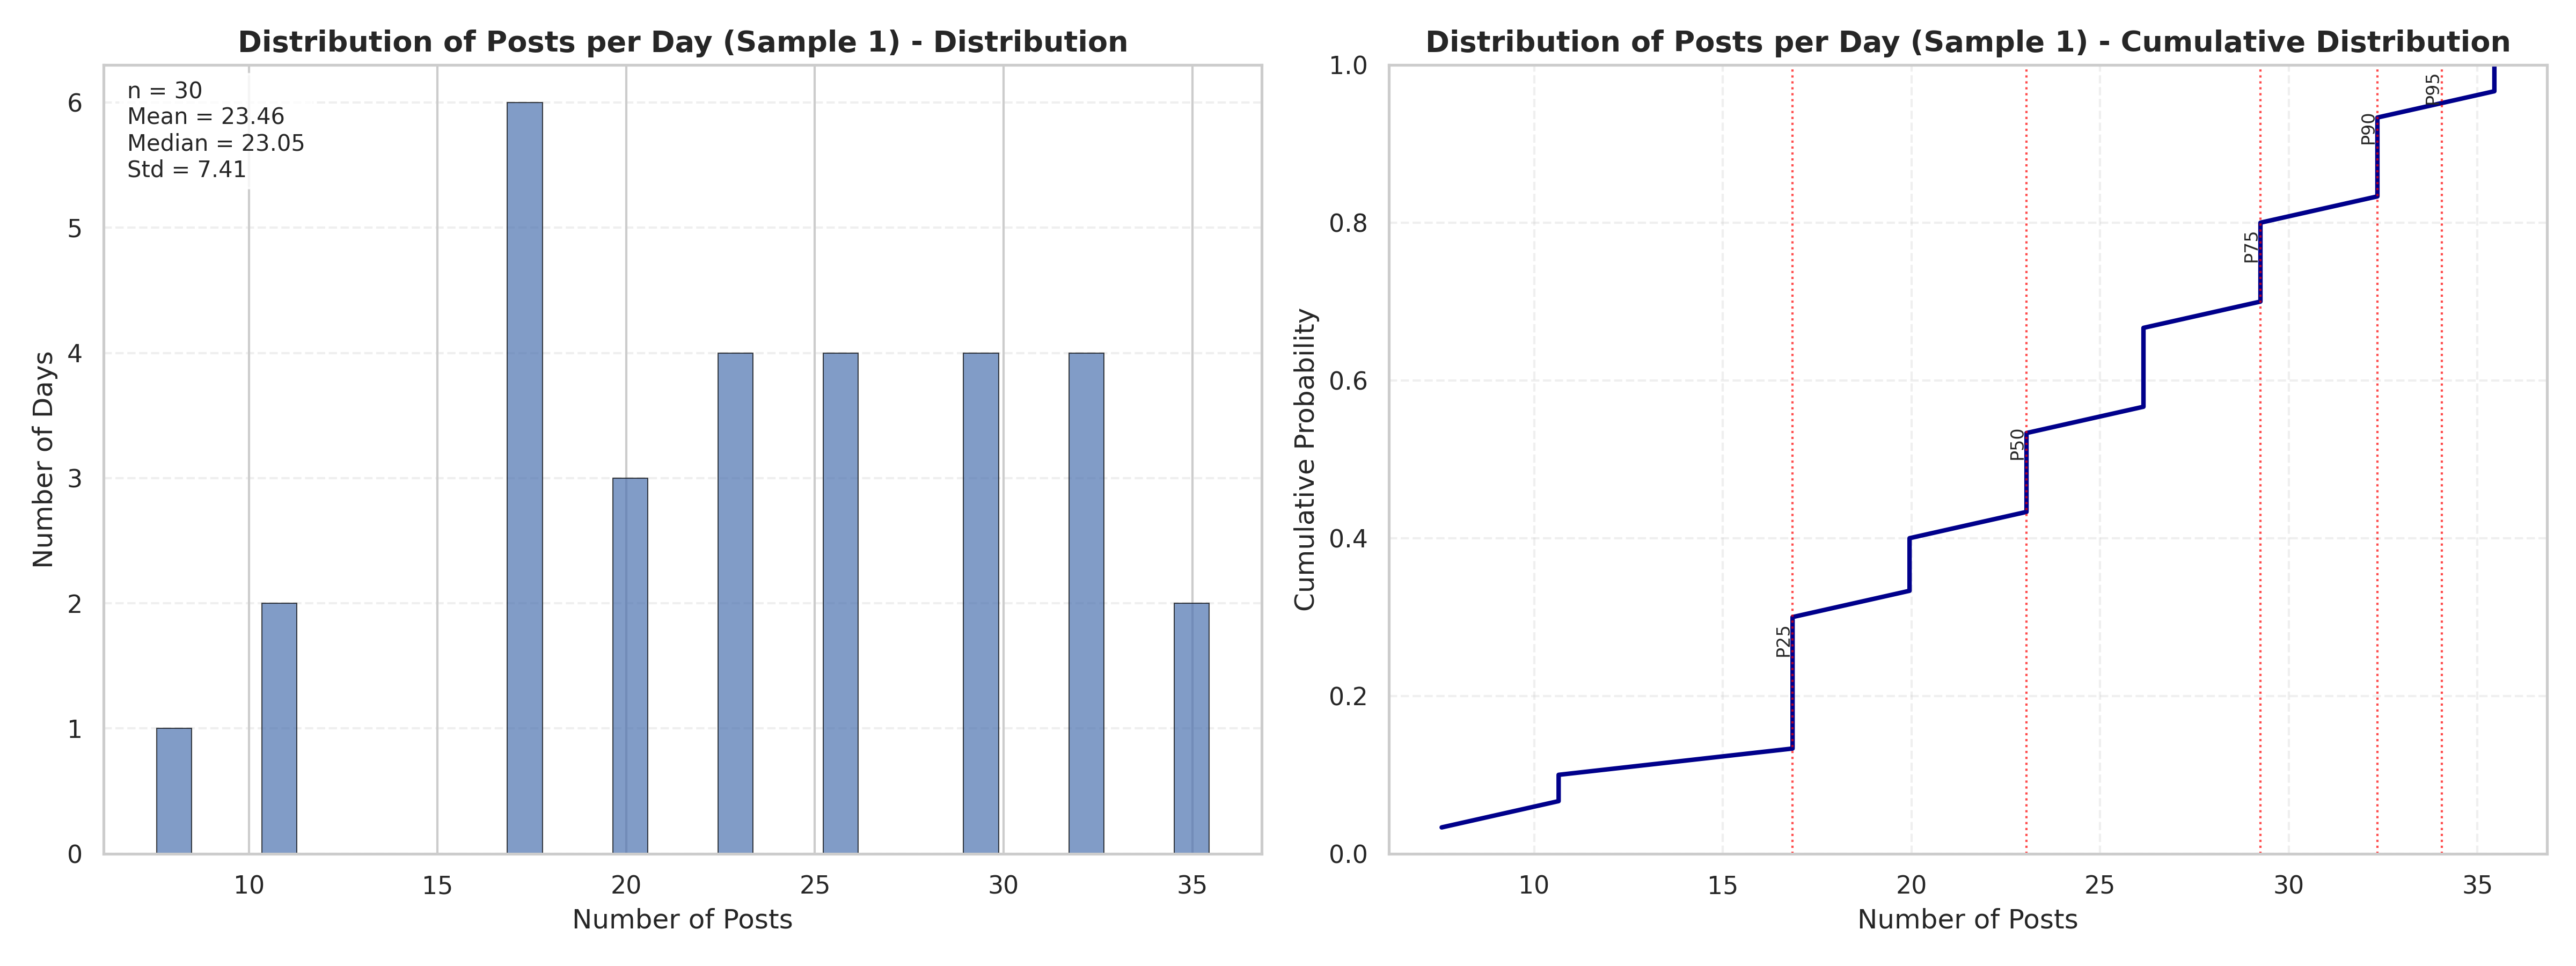 Distribution of Posts per Day (Sample 1) - Distribution
n = 30
Mean = 23.46
Median = 23.05
Std = 7.41
Number of Days
6
5
4
3
2
1
0
10 15 20 25 30 35
Number of Posts
Distribution of Posts per Day (Sample 1) - Cumulative Distribution
Cumulative Probability
1.0
0.8
0.6
0.4
0.2
0.0
P25
P50
P75
P90
P95
10 15 20 25 30 35
Number of Posts